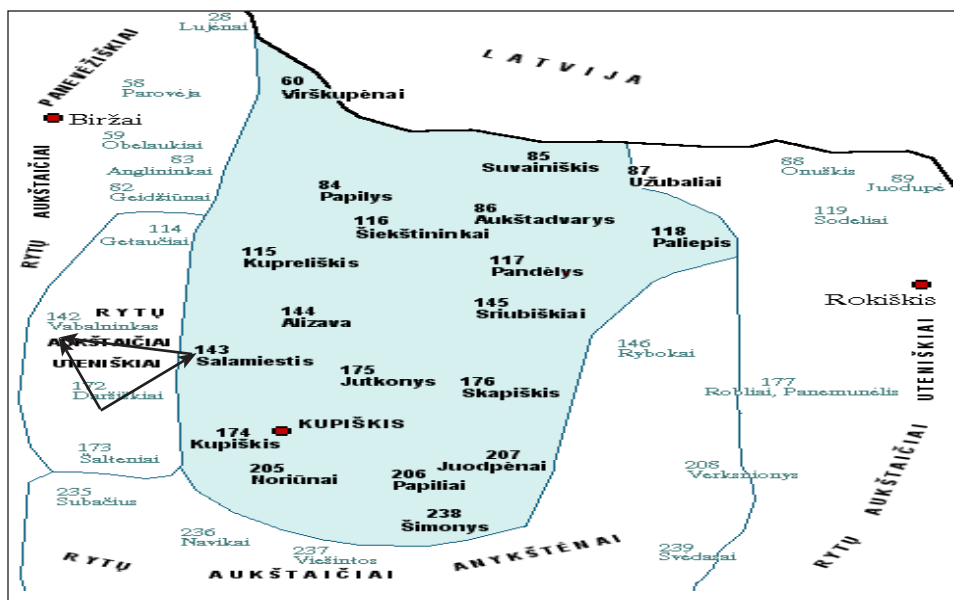 28
Lujėnai
LATVIJA
PANEVĖŽIŠKIAI
60
Virškupėnai
58
Parovėja
Biržai
59
Obelaukiai
83
Anglininkai
82
Geidžiūnai
AUKŠTAIČIAI
RYTŲ
85
Suvainiškis
87
Užubaliai
88
Onuškis
89
Juodupė
84
Papilys
86
Aukštadvarys
119
Sodeliai
114
Getaučiai
116
Šiekštininkai
118
Paliepis
115
Kupreliškis
117
Pandėlys
Rokiškis
142
Vabalninkas
RYTŲ
AUKŠTAIČIAI
UTENIŠKIAI
144
Alizava
145
Sriubiškiai
143
Salamiestis
146
Rybokai
172
Daršiškiai
175
Jutkonys
176
Skapiškis
177
Robliai, Panemunėlis
UTENIŠKIAI
AUKŠTAIČIAI
RYTŲ
173
Šalteniai
174
Kupiškis
KUPIŠKIS
205
Noriūnai
206
Papiliai
207
Juodpėnai
208
Verksnionys
235
Subačius
238
Šimonys
236
Navikai
237
Viešintos
239
Svėdasai
RYTŲ AUKŠTAIČIAI ANYKŠTĖNAI